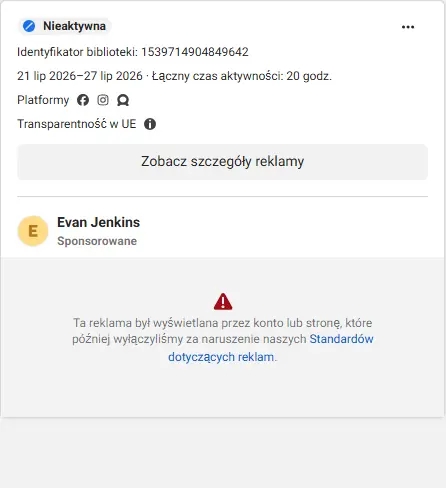 Nieaktywna
Identyfikator biblioteki: 1539714904849642
21 lip 2026–27 lip 2026 · Łączny czas aktywności: 20 godz.
Platformy
Transparentność w UE
Zobacz szczegóły reklamy
E
Evan Jenkins
Sponsorowane
Ta reklama był wyświetlana przez konto lub stronę, które
później wyłączyliśmy za naruszenie naszych Standardów
dotyczących reklam.